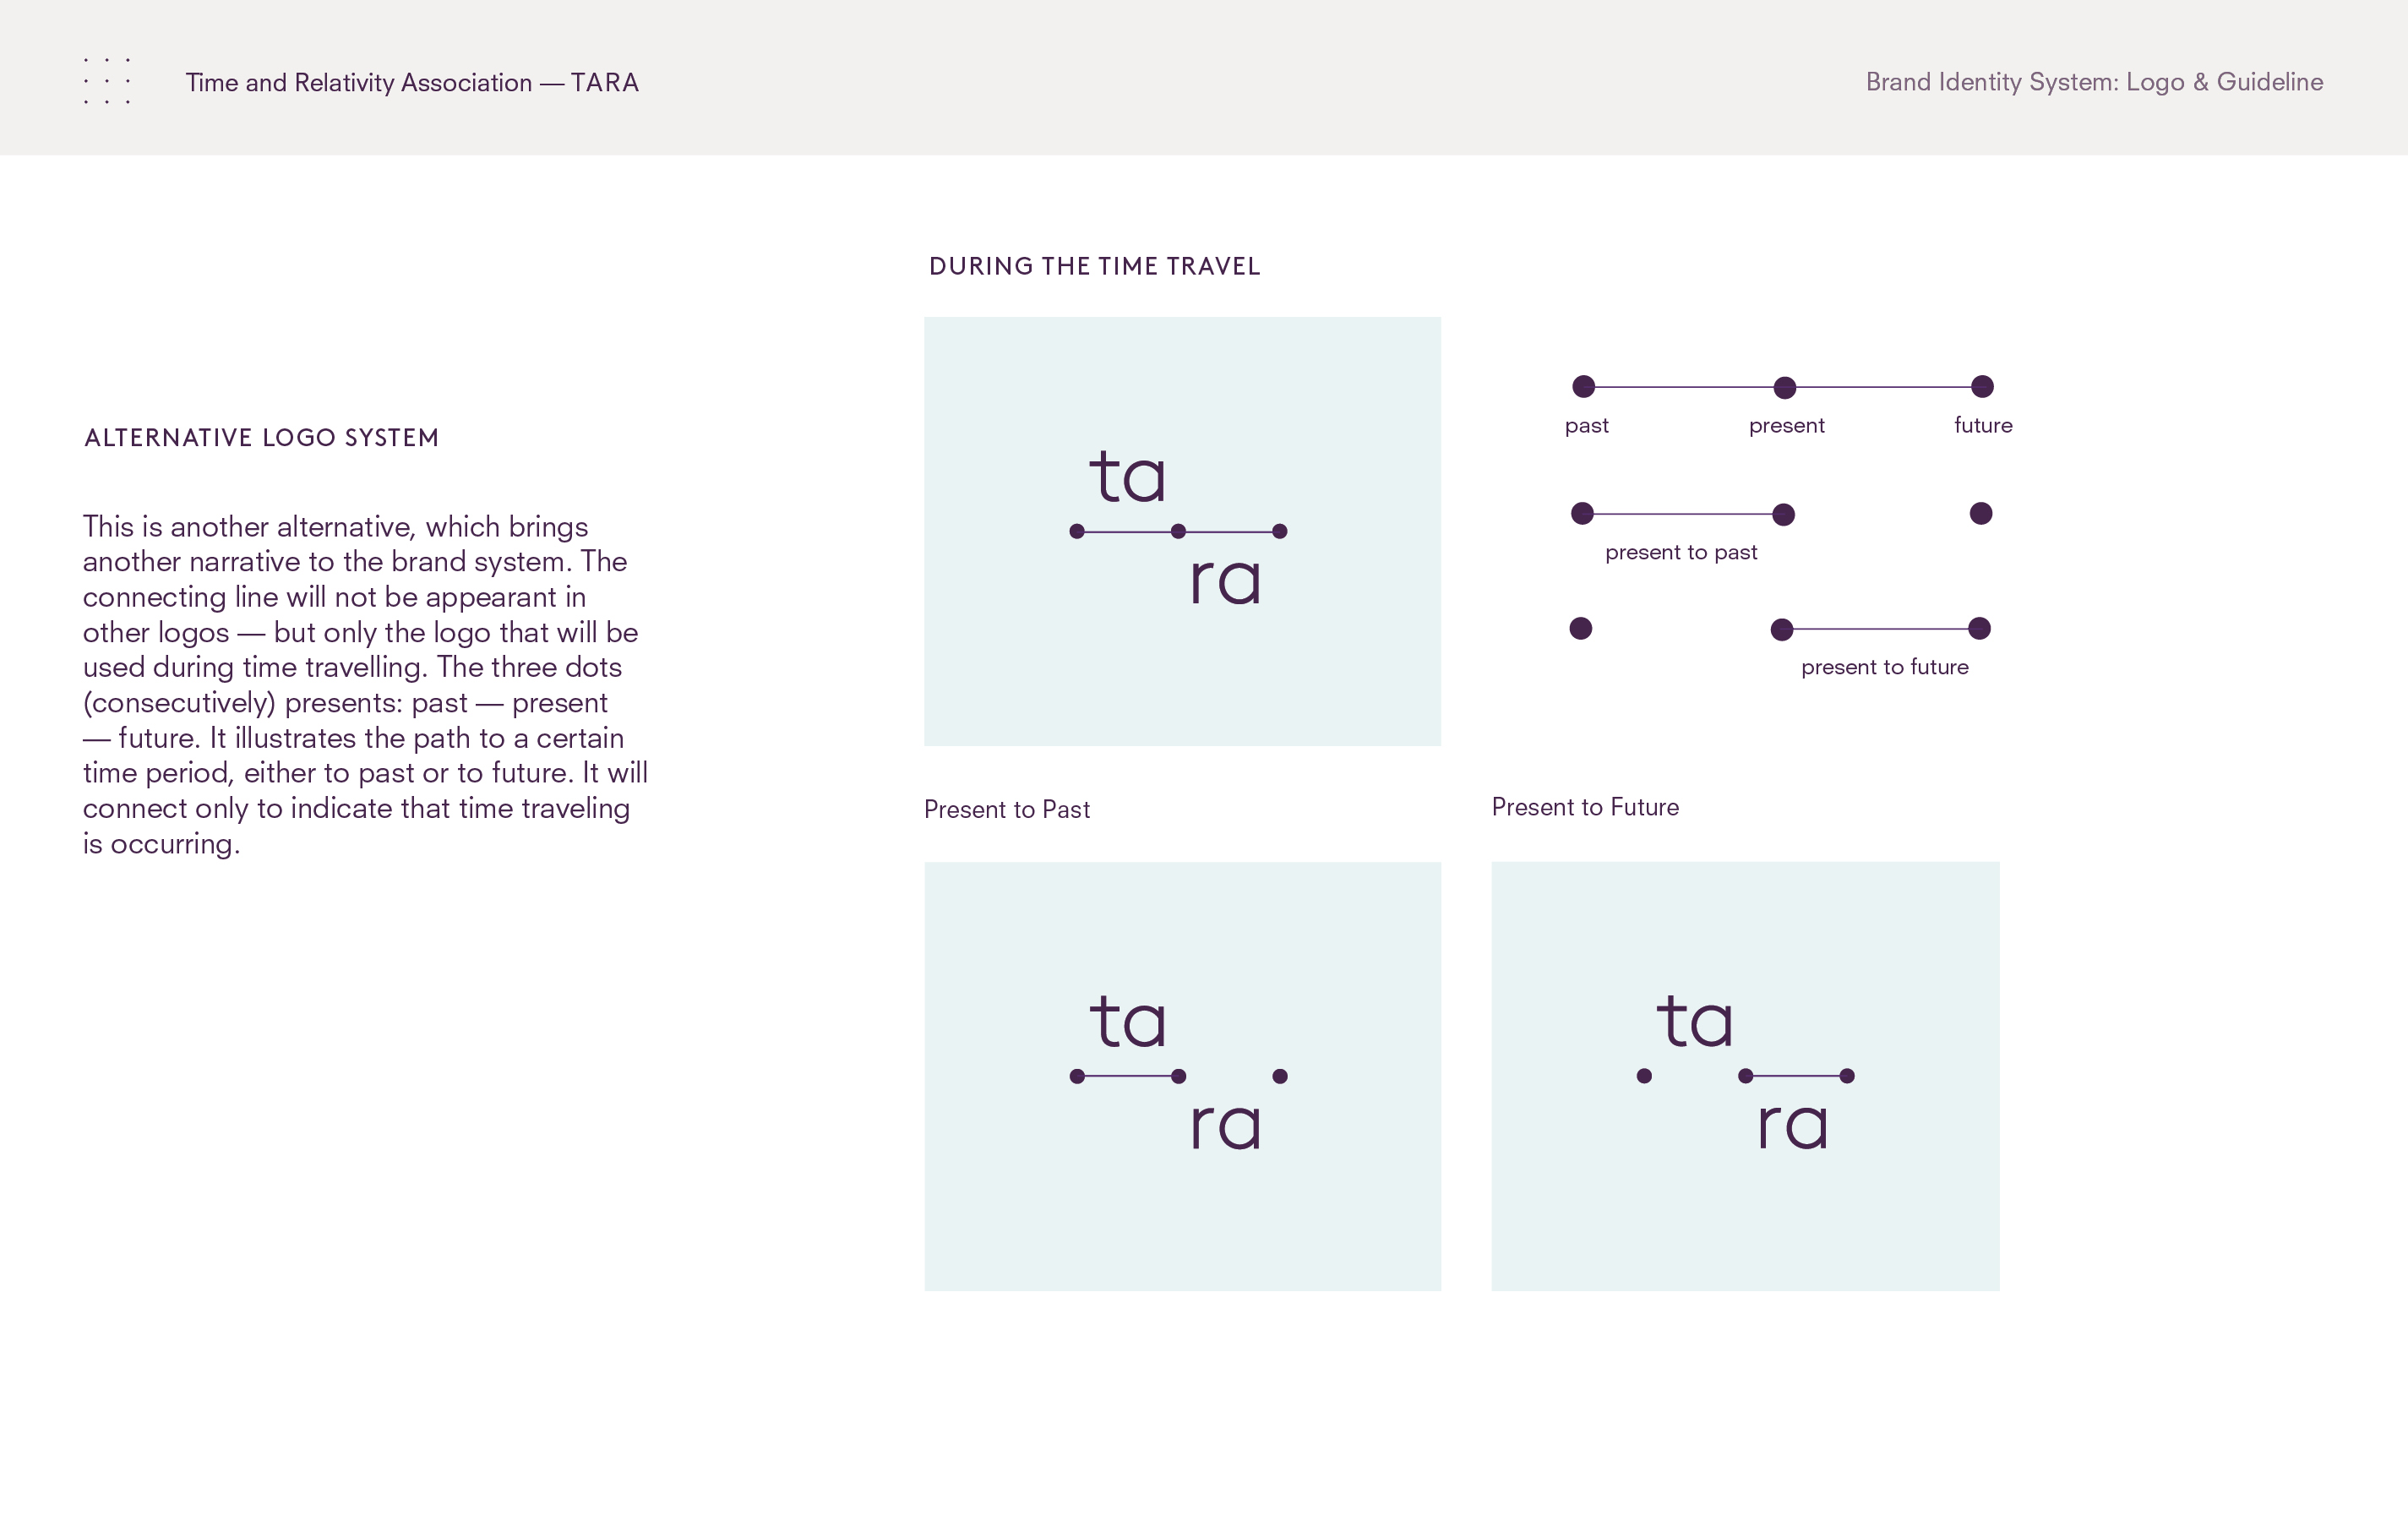 Time and Relativity Association — TARA
Brand Identity System: Logo & Guideline
ALTERNATIVE LOGO SYSTEM
This is another alternative, which brings
another narrative to the brand system. The
connecting line will not be appearant in
other logos — but only the logo that will be
used during time travelling. The three dots
(consecutively) presents: past — present
— future. It illustrates the path to a certain
time period, either to past or to future. It will
connect only to indicate that time traveling
is occurring.
DURING THE TIME TRAVEL
ta
ra
past present future
present to past
present to future
Present to Past
ta
ra
Present to Future
ta
ra